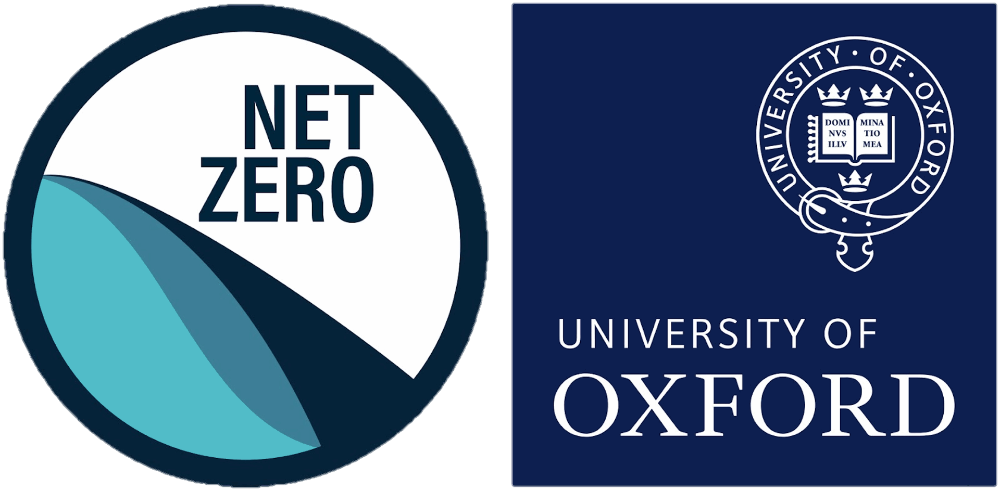 NET
ZERO
UNIVERSITY · OF · OXFORD
DOMI
NVS
ILLV
MINA
TIO
MEA
UNIVERSITY OF
OXFORD